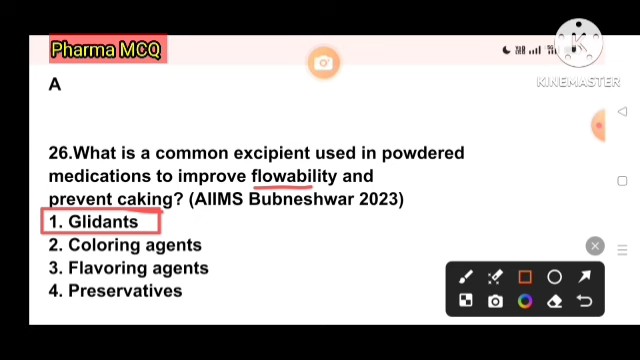 Pharma MCQ
KINEMASTER
A
26.What is a common excipient used in powdered
medications to improve flowability and
prevent caking? (AIIMS Bubneshwar 2023)
1. Glidants
2. Coloring agents
3. Flavoring agents
4. Preservatives